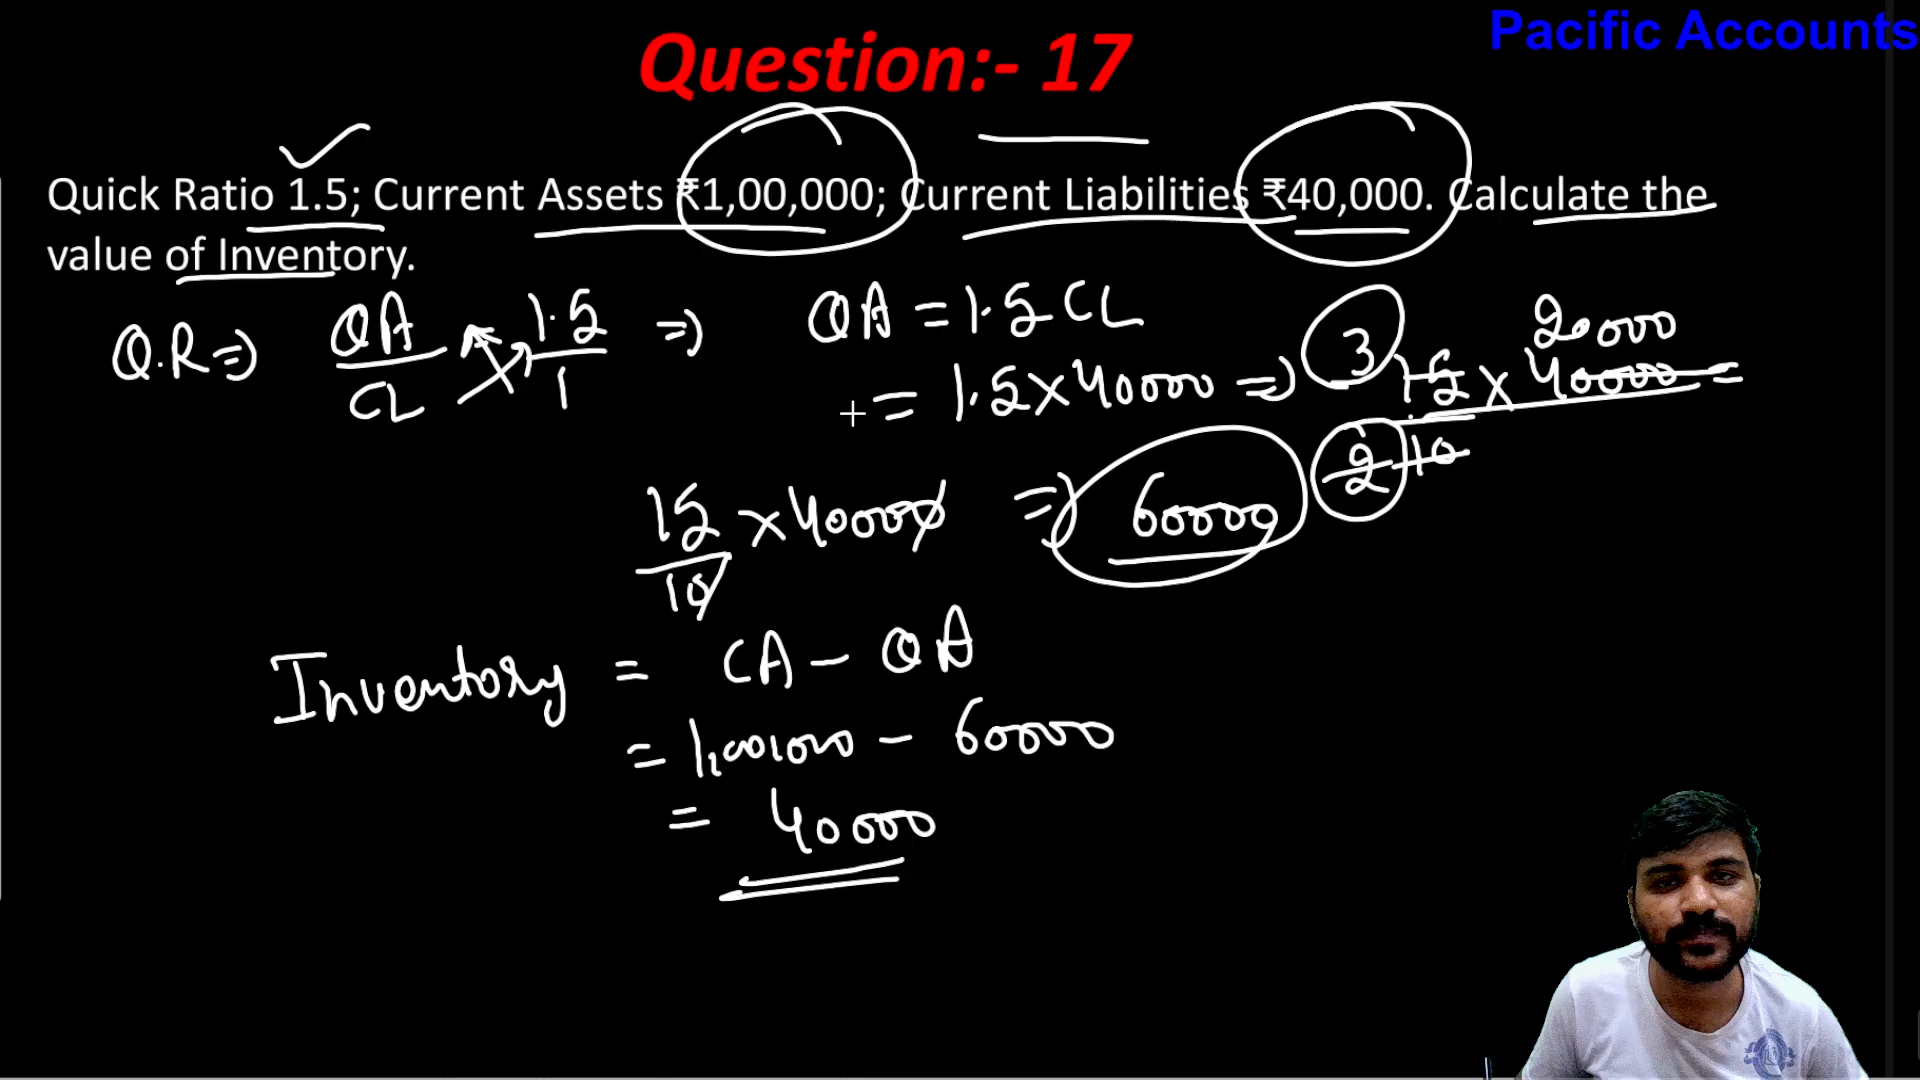 Pacific Accounts
Question:- 17
Quick Ratio 1.5; Current Assets ₹1,00,000; Current Liabilities ₹40,000. Calculate the
value of Inventory.
Q.R ⇒ QA/CL 1.5/1 ⇒ QA = 1.5 CL
= 1.5 × 40000 ⇒ 3 15/10 × 40000 =
20000
2
15/10 × 40000 ⇒ 60000
Inventory = CA - QA
= 1,00,000 - 60000
= 40000